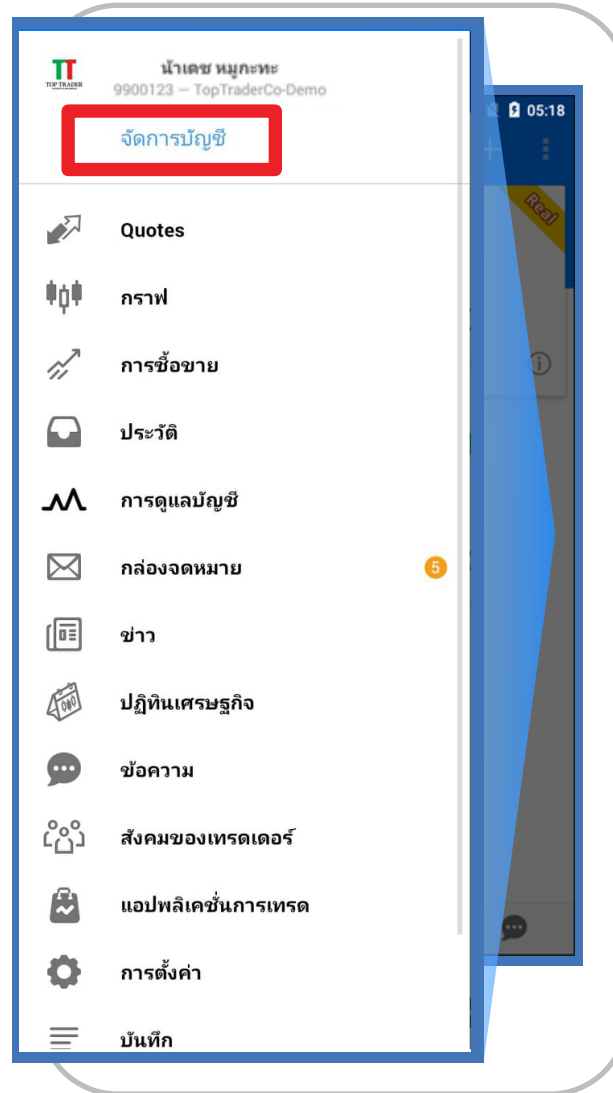 TT
TOP TRADER
น้าเดช หมูกะทะ
9900123 — TopTraderCo-Demo
จัดการบัญชี
05:18
Real
Quotes
กราฟ
การซื้อขาย
ประวัติ
การดูแลบัญชี
กล่องจดหมาย
5
ข่าว
ปฏิทินเศรษฐกิจ
ข้อความ
สังคมของเทรดเดอร์
แอปพลิเคชั่นการเทรด
การตั้งค่า
บันทึก